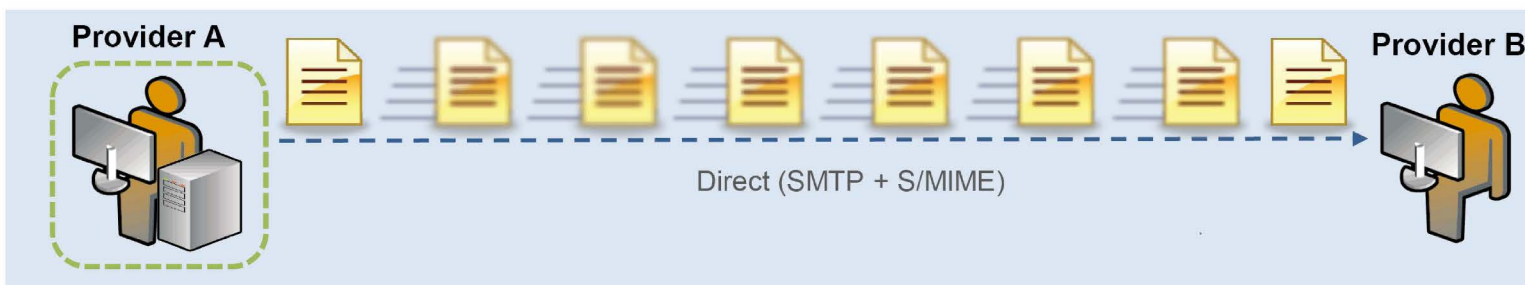 Provider A
Provider B
Direct (SMTP + S/MIME)